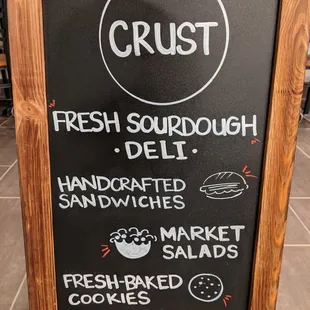 CRUST
FRESH SOURDOUGH
· DELI ·
HANDCRAFTED
SANDWICHES
MARKET
SALADS
FRESH-BAKED
COOKIES